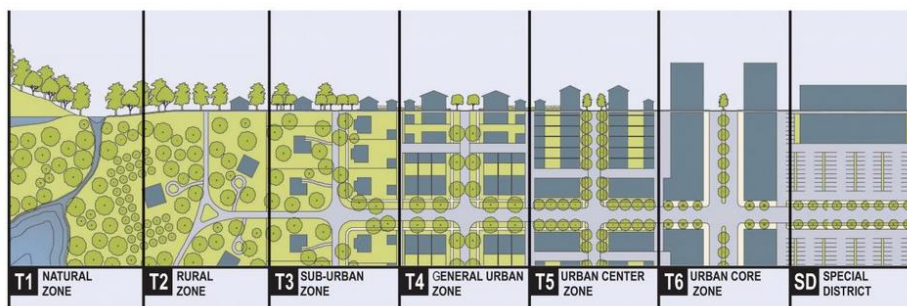 T1 NATURAL
ZONE
T2 RURAL
ZONE
T3 SUB-URBAN
ZONE
T4 GENERAL URBAN
ZONE
T5 URBAN CENTER
ZONE
T6 URBAN CORE
ZONE
SD SPECIAL
DISTRICT